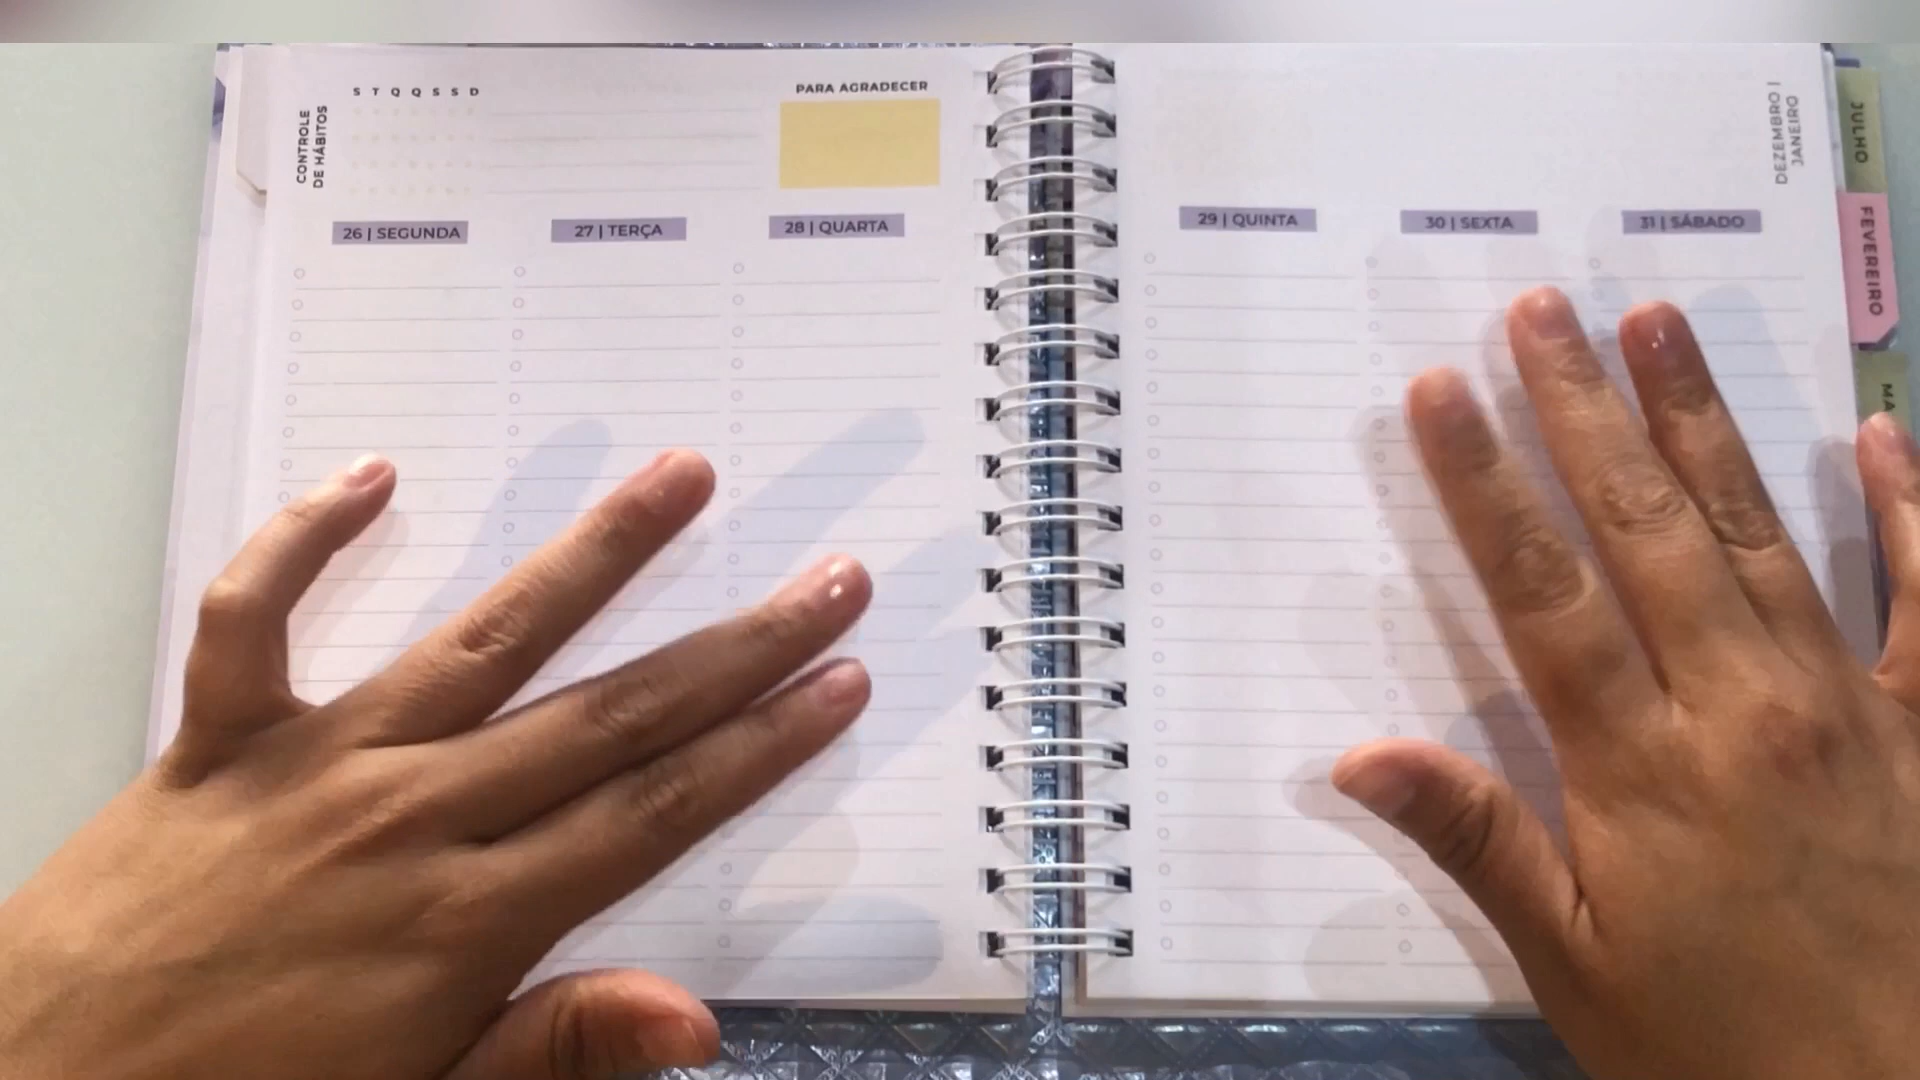 S T Q Q S S D
CONTROLE
DE HÁBITOS
PARA AGRADECER
26 | SEGUNDA
27 | TERÇA
28 | QUARTA
DEZEMBRO |
JANEIRO
29 | QUINTA
30 | SEXTA
31 | SÁBADO
JULHO
FEVEREIRO
MA